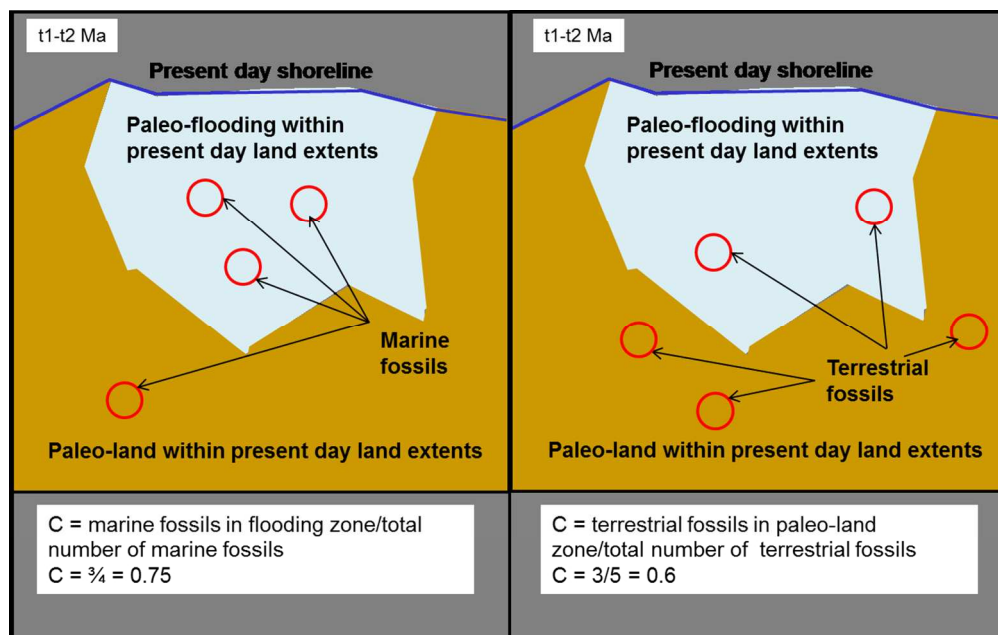 t1-t2 Ma
Present day shoreline
Paleo-flooding within
present day land extents
Marine
fossils
Paleo-land within present day land extents
C = marine fossils in flooding zone/total
number of marine fossils
C = ¾ = 0.75
t1-t2 Ma
Present day shoreline
Paleo-flooding within
present day land extents
Terrestrial
fossils
Paleo-land within present day land extents
C = terrestrial fossils in paleo-land
zone/total number of terrestrial fossils
C = 3/5 = 0.6